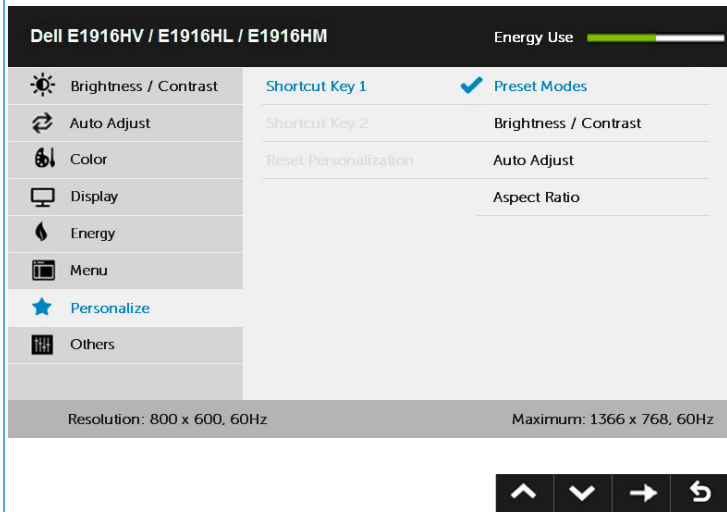 Dell E1916HV / E1916HL / E1916HM
Energy Use
Brightness / Contrast
Shortcut Key 1
Preset Modes
Auto Adjust
Shortcut Key 2
Brightness / Contrast
Color
Reset Personalization
Auto Adjust
Display
Aspect Ratio
Energy
Menu
Personalize
Others
Resolution: 800 x 600, 60Hz
Maximum: 1366 x 768, 60Hz